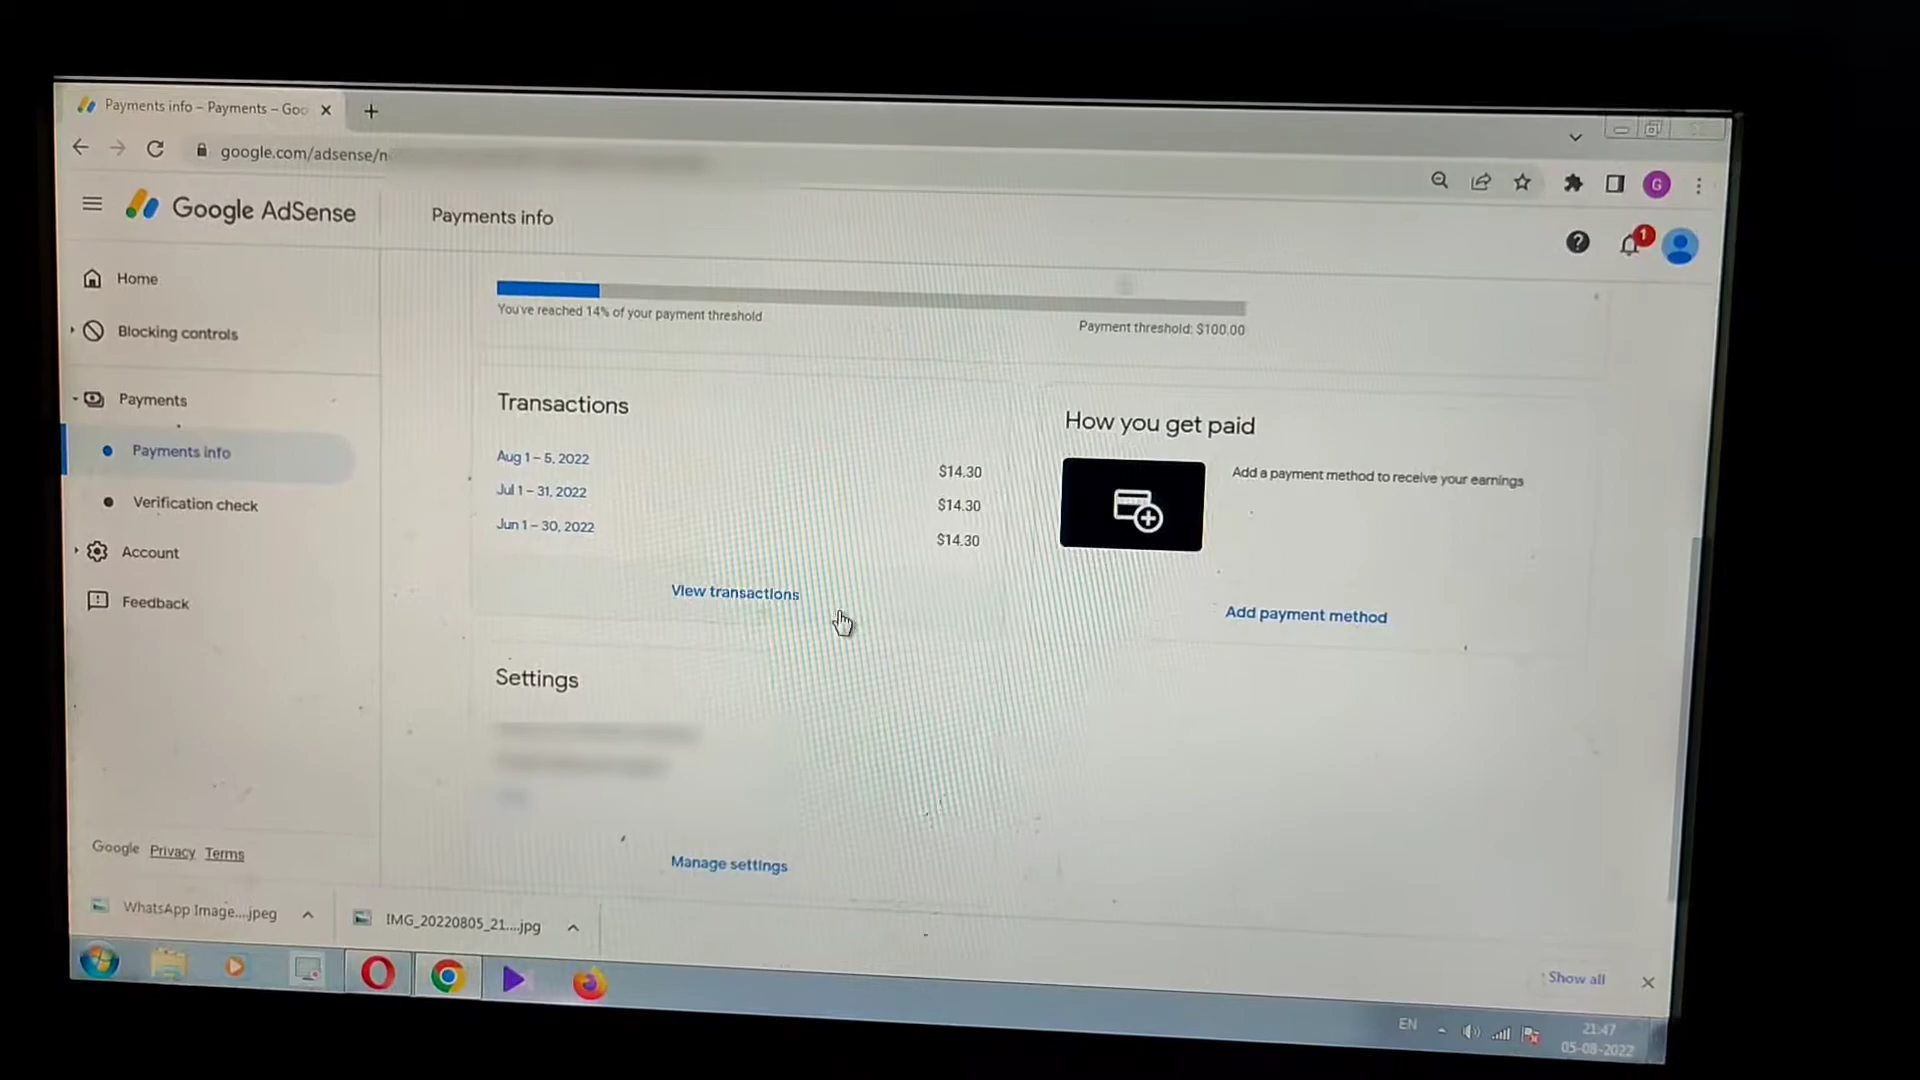 Payments info – Payments – Goo
google.com/adsense/n
G
Google AdSense
Payments info
1
Home
Blocking controls
Payments
Payments info
Verification check
Account
Feedback
You've reached 14% of your payment threshold
Payment threshold: $100.00
Transactions
Aug 1 – 5, 2022 $14.30
Jul 1 – 31, 2022 $14.30
Jun 1 – 30, 2022 $14.30
View transactions
How you get paid
Add a payment method to receive your earnings
Add payment method
Settings
Manage settings
Google Privacy Terms
WhatsApp Image....jpeg
IMG_20220805_21....jpg
Show all
EN
21:47
05-08-2022